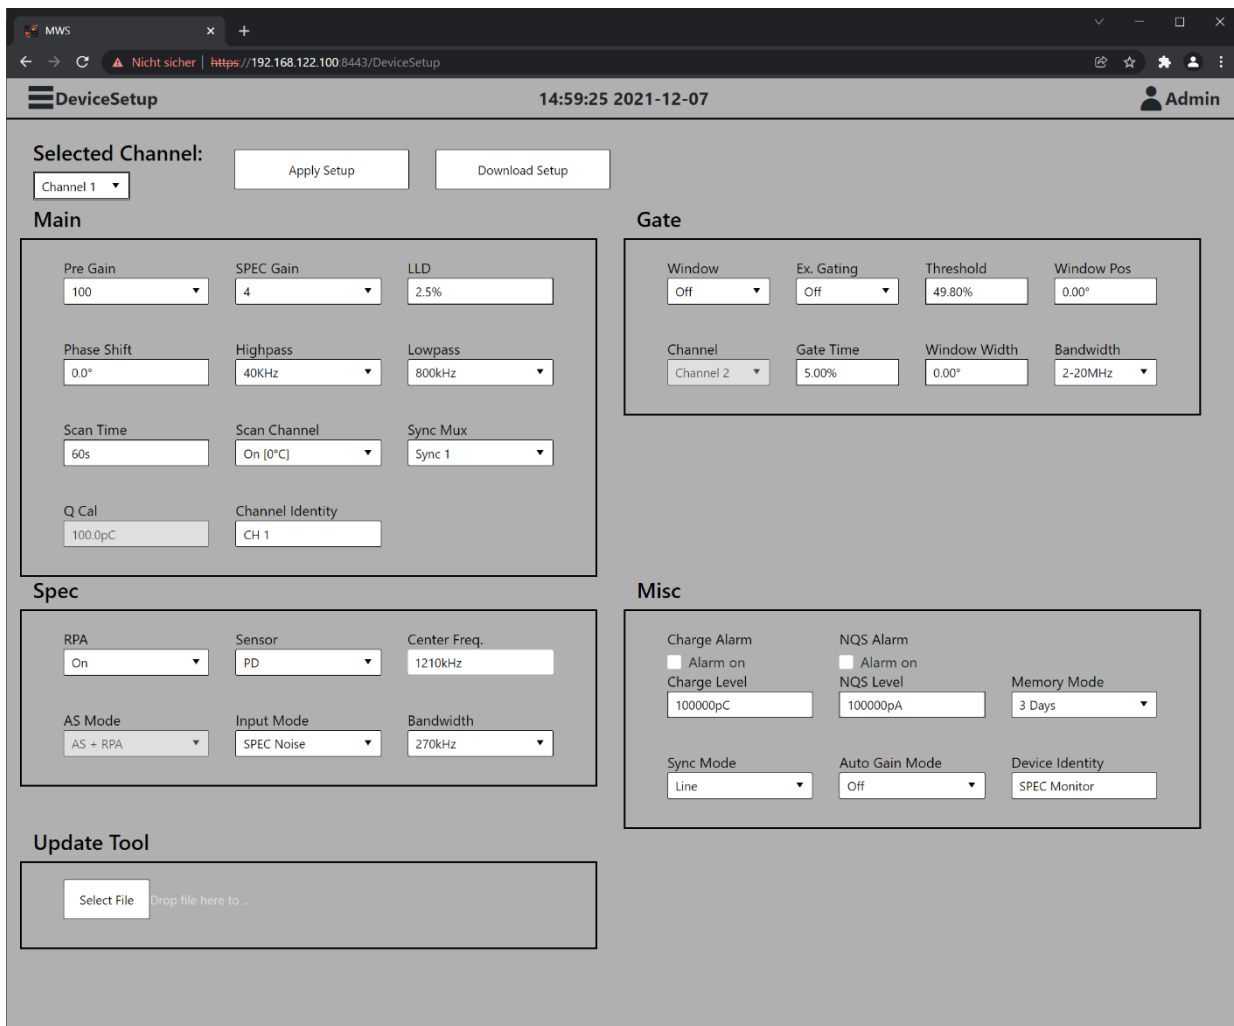 MWS
Nicht sicher | https://192.168.122.100:8443/DeviceSetup
DeviceSetup
14:59:25 2021-12-07
Admin
Selected Channel:
Channel 1
Apply Setup
Download Setup
Main
Pre Gain SPEC Gain LLD
100 4 2.5%
Phase Shift Highpass Lowpass
0.0° 40KHz 800kHz
Scan Time Scan Channel Sync Mux
60s On [0°C] Sync 1
Q Cal Channel Identity
100.0pC CH 1
Gate
Window Ex. Gating Threshold Window Pos
Off Off 49.80% 0.00°
Channel Gate Time Window Width Bandwidth
Channel 2 5.00% 0.00° 2-20MHz
Spec
RPA Sensor Center Freq.
On PD 1210kHz
AS Mode Input Mode Bandwidth
AS + RPA SPEC Noise 270kHz
Misc
Charge Alarm NQS Alarm
Alarm on Alarm on
Charge Level NQS Level Memory Mode
100000pC 100000pA 3 Days
Sync Mode Auto Gain Mode Device Identity
Line Off SPEC Monitor
Update Tool
Select File Drop file here to ...